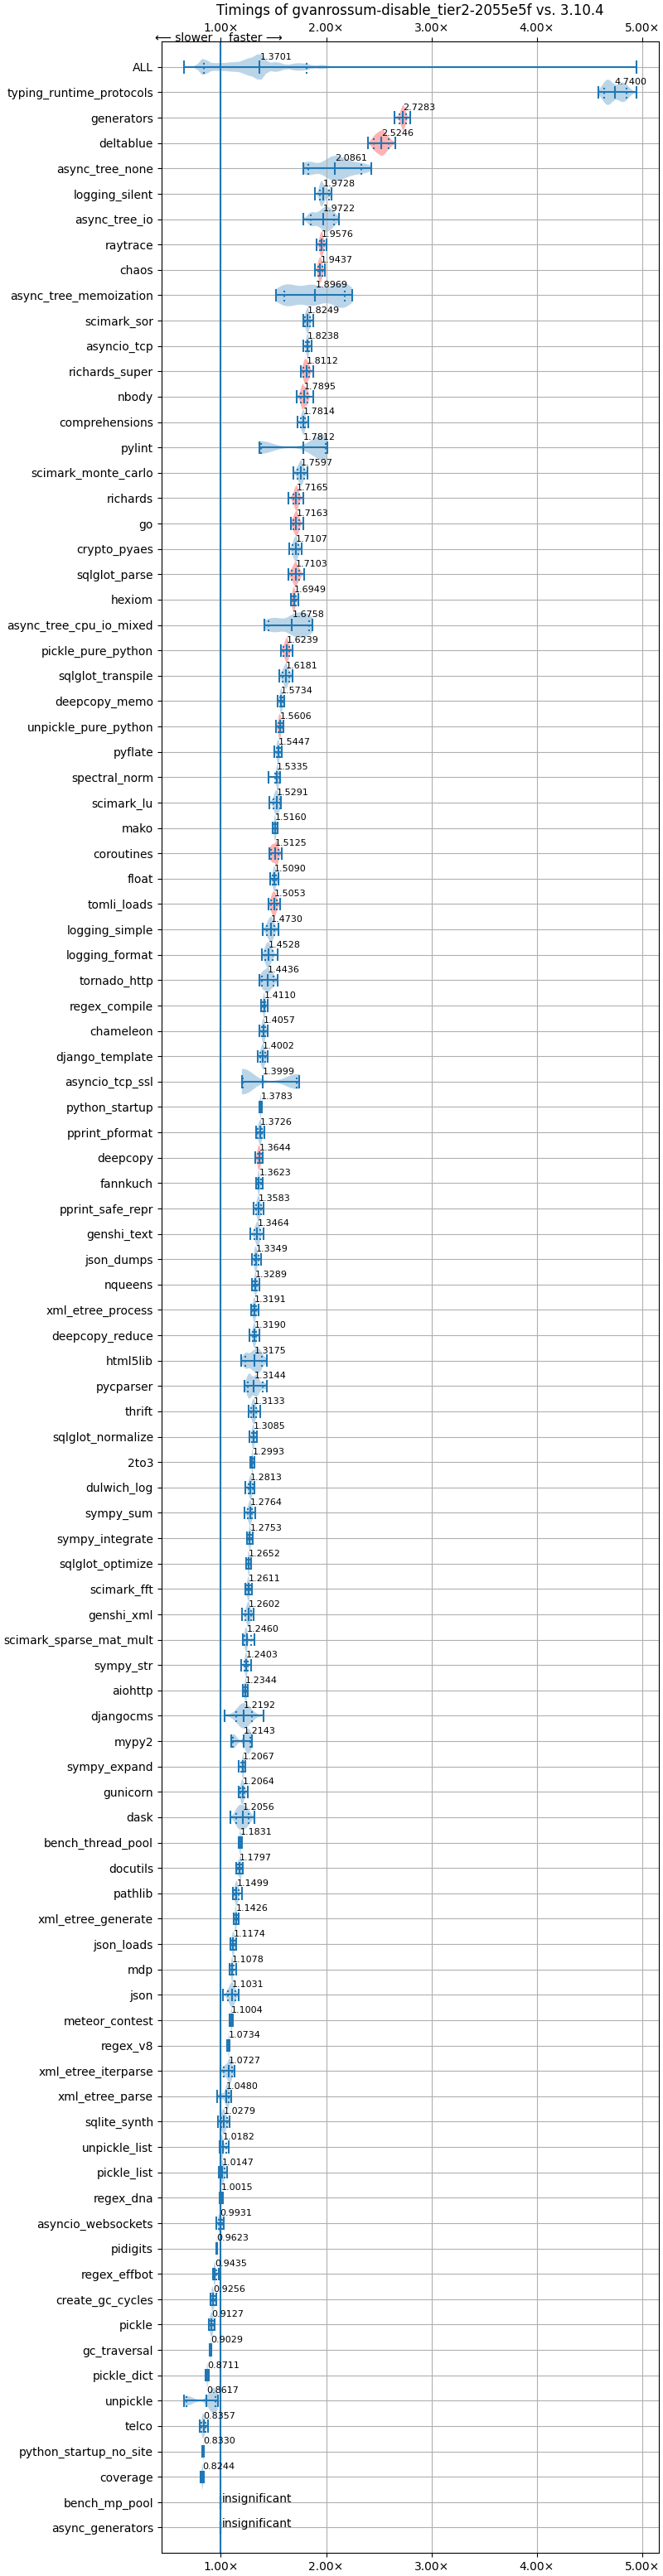 Timings of gvanrossum-disable_tier2-2055e5f vs. 3.10.4
1.00× 2.00× 3.00× 4.00× 5.00×
⟵ slower faster ⟶
ALL 1.3701
typing_runtime_protocols 4.7400
generators 2.7283
deltablue 2.5246
async_tree_none 2.0861
logging_silent 1.9728
async_tree_io 1.9722
raytrace 1.9576
chaos 1.9437
async_tree_memoization 1.8969
scimark_sor 1.8249
asyncio_tcp 1.8238
richards_super 1.8112
nbody 1.7895
comprehensions 1.7814
pylint 1.7812
scimark_monte_carlo 1.7597
richards 1.7165
go 1.7163
crypto_pyaes 1.7107
sqlglot_parse 1.7103
hexiom 1.6949
async_tree_cpu_io_mixed 1.6758
pickle_pure_python 1.6239
sqlglot_transpile 1.6181
deepcopy_memo 1.5734
unpickle_pure_python 1.5606
pyflate 1.5447
spectral_norm 1.5335
scimark_lu 1.5291
mako 1.5160
coroutines 1.5125
float 1.5090
tomli_loads 1.5053
logging_simple 1.4730
logging_format 1.4528
tornado_http 1.4436
regex_compile 1.4110
chameleon 1.4057
django_template 1.4002
asyncio_tcp_ssl 1.3999
python_startup 1.3783
pprint_pformat 1.3726
deepcopy 1.3644
fannkuch 1.3623
pprint_safe_repr 1.3583
genshi_text 1.3464
json_dumps 1.3349
nqueens 1.3289
xml_etree_process 1.3191
deepcopy_reduce 1.3190
html5lib 1.3175
pycparser 1.3144
thrift 1.3133
sqlglot_normalize 1.3085
2to3 1.2993
dulwich_log 1.2813
sympy_sum 1.2764
sympy_integrate 1.2753
sqlglot_optimize 1.2652
scimark_fft 1.2611
genshi_xml 1.2602
scimark_sparse_mat_mult 1.2460
sympy_str 1.2403
aiohttp 1.2344
djangocms 1.2192
mypy2 1.2143
sympy_expand 1.2067
gunicorn 1.2064
dask 1.2056
bench_thread_pool 1.1831
docutils 1.1797
pathlib 1.1499
xml_etree_generate 1.1426
json_loads 1.1174
mdp 1.1078
json 1.1031
meteor_contest 1.1004
regex_v8 1.0734
xml_etree_iterparse 1.0727
xml_etree_parse 1.0480
sqlite_synth 1.0279
unpickle_list 1.0182
pickle_list 1.0147
regex_dna 1.0015
asyncio_websockets 0.9931
pidigits 0.9623
regex_effbot 0.9435
create_gc_cycles 0.9256
pickle 0.9127
gc_traversal 0.9029
pickle_dict 0.8711
unpickle 0.8617
telco 0.8357
python_startup_no_site 0.8330
coverage 0.8244
bench_mp_pool insignificant
async_generators insignificant
1.00× 2.00× 3.00× 4.00× 5.00×